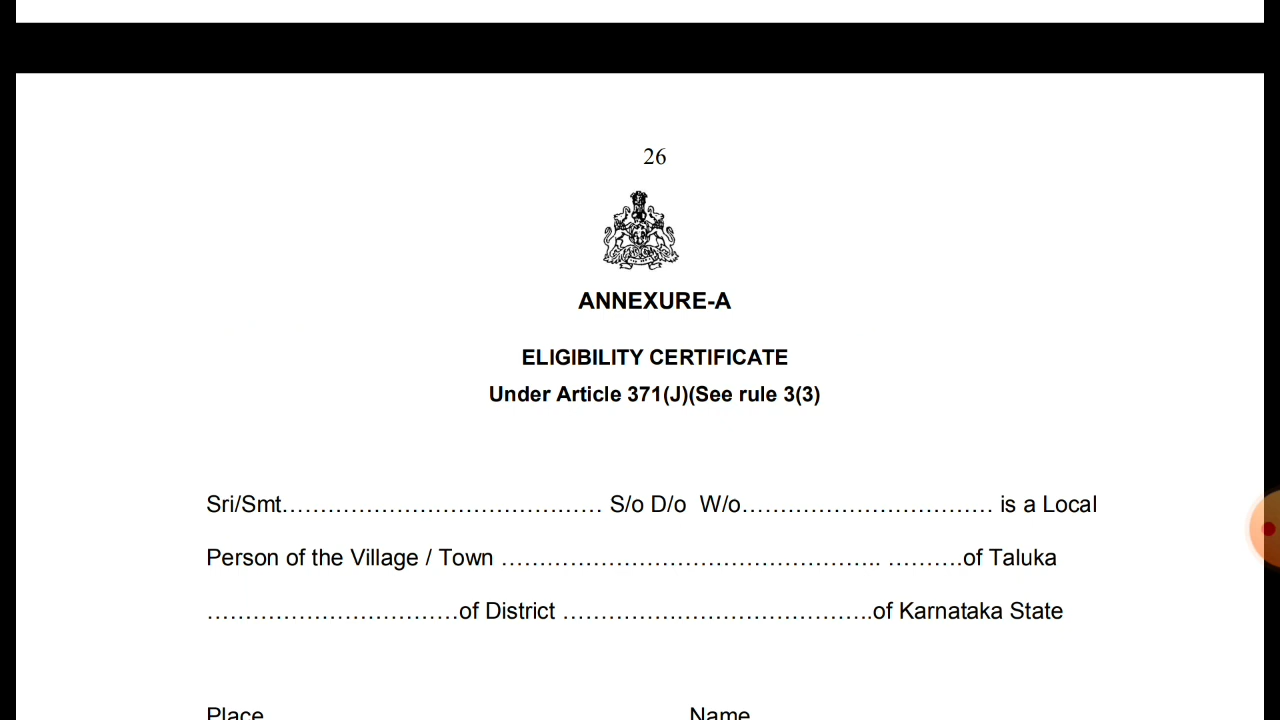 26
ANNEXURE-A
ELIGIBILITY CERTIFICATE
Under Article 371(J)(See rule 3(3)
Sri/Smt…………………………………… S/o D/o W/o…………………………… is a Local
Person of the Village / Town ………………………………………….. ……….of Taluka
……………………………of District …………………………………..of Karnataka State
Place
Name